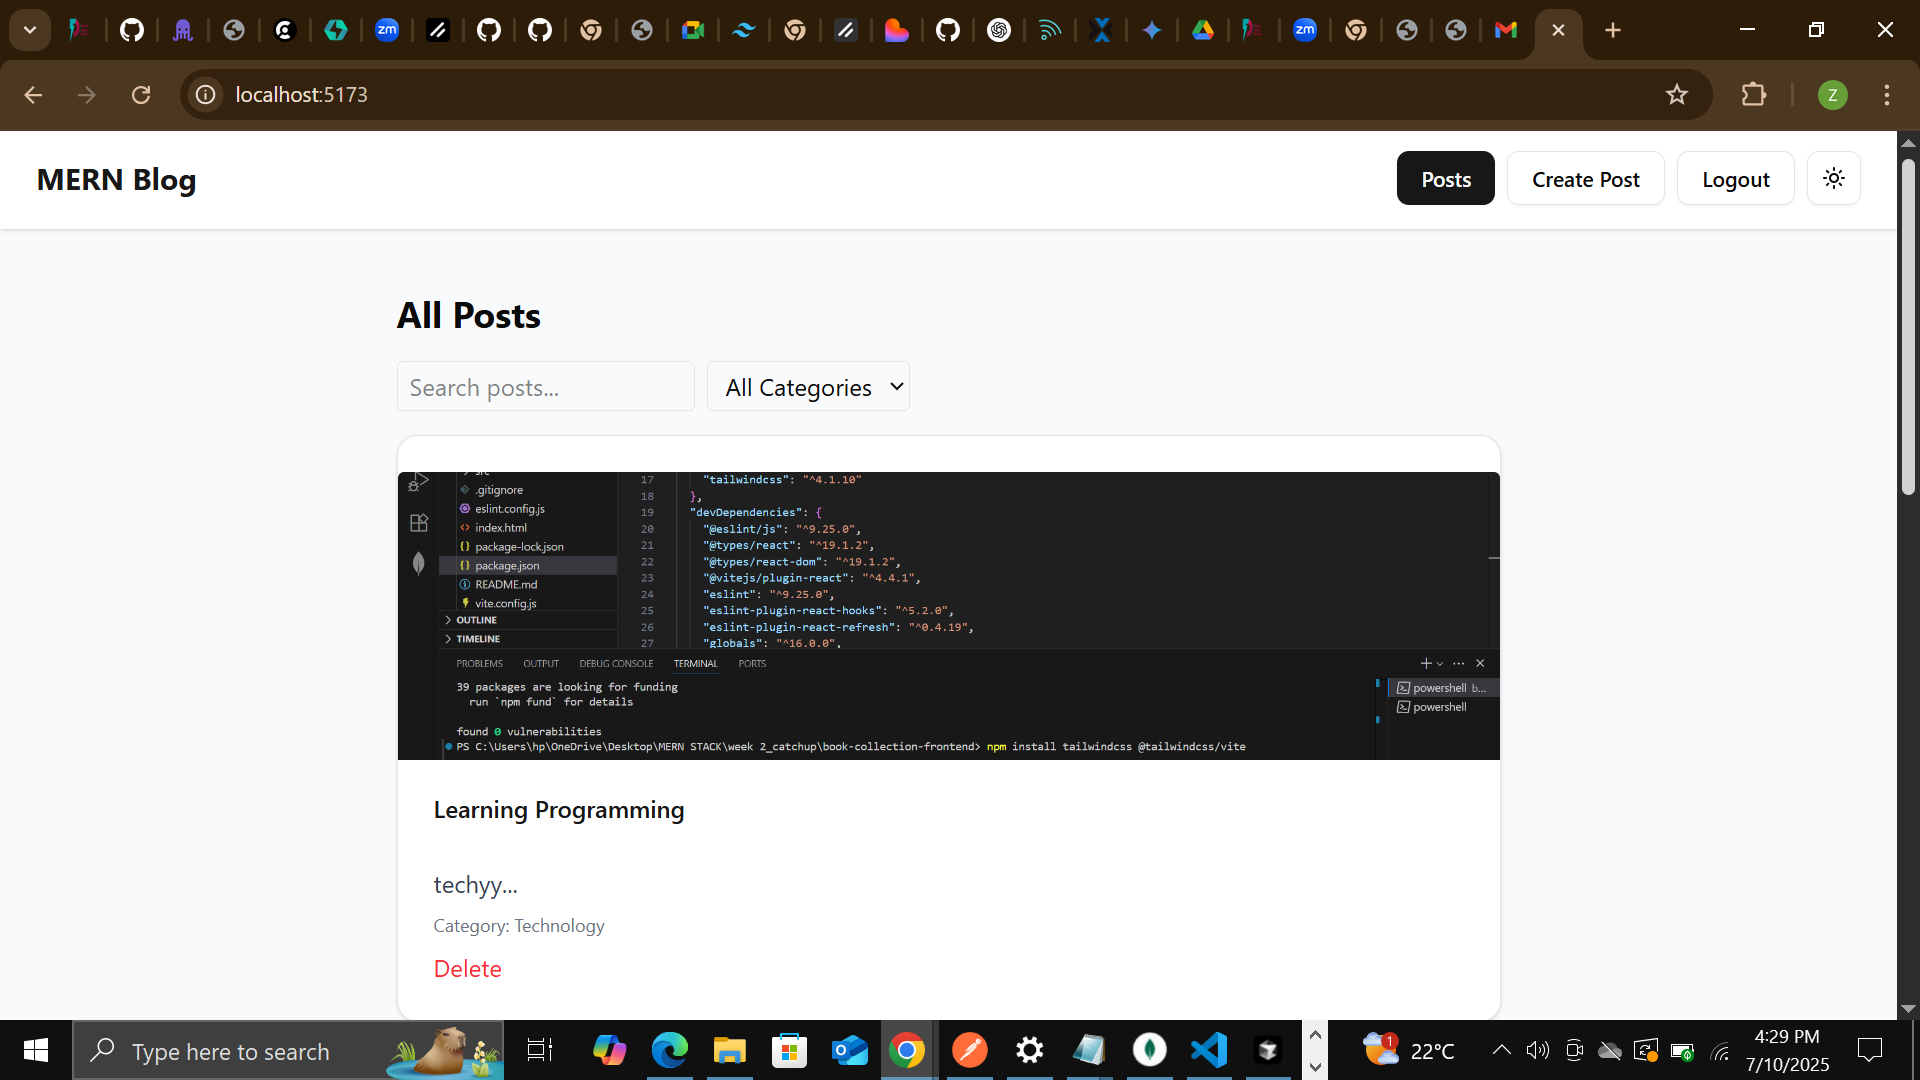 zm
zm
localhost:5173
Z
MERN Blog
Posts
Create Post
Logout
All Posts
Search posts...
All Categories
src
.gitignore
eslint.config.js
index.html
package-lock.json
package.json
README.md
vite.config.js
OUTLINE
TIMELINE
17 "tailwindcss": "^4.1.10"
18 },
19 "devDependencies": {
20 "@eslint/js": "^9.25.0",
21 "@types/react": "^19.1.2",
22 "@types/react-dom": "^19.1.2",
23 "@vitejs/plugin-react": "^4.4.1",
24 "eslint": "^9.25.0",
25 "eslint-plugin-react-hooks": "^5.2.0",
26 "eslint-plugin-react-refresh": "^0.4.19",
27 "globals": "^16.0.0",
PROBLEMS OUTPUT DEBUG CONSOLE TERMINAL PORTS
39 packages are looking for funding
run `npm fund` for details
found 0 vulnerabilities
PS C:\Users\hp\OneDrive\Desktop\MERN STACK\week 2_catchup\book-collection-frontend> npm install tailwindcss @tailwindcss/vite
powershell b...
powershell
Learning Programming
techyy...
Category: Technology
Delete
Type here to search
1
22°C
4:29 PM
7/10/2025